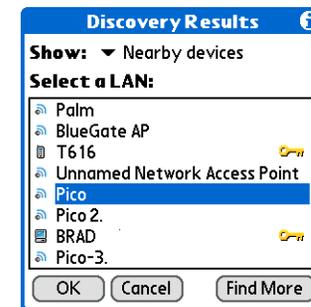 Discovery Results
Show: Nearby devices
Select a LAN:
Palm
BlueGate AP
T616
Unnamed Network Access Point
Pico
Pico 2.
BRAD
Pico-3.
OK Cancel Find More